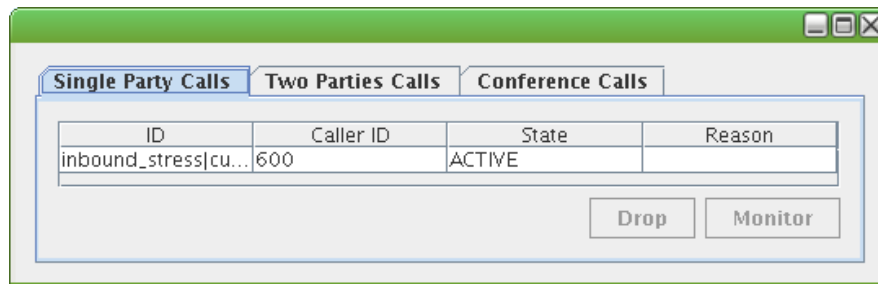 Single Party Calls Two Parties Calls Conference Calls
ID Caller ID State Reason
inbound_stress|cu... 600 ACTIVE
Drop Monitor